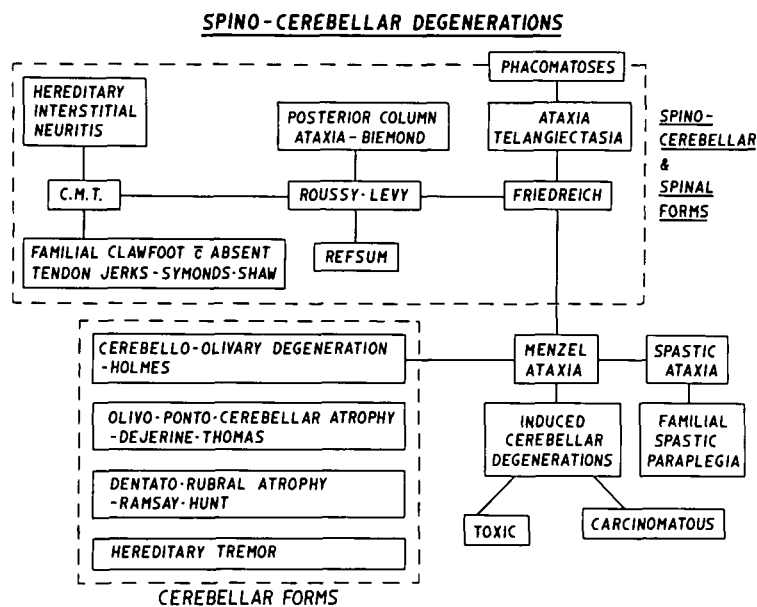 SPINO-CEREBELLAR DEGENERATIONS
PHACOMATOSES
HEREDITARY
INTERSTITIAL
NEURITIS
POSTERIOR COLUMN
ATAXIA-BIEMOND
ATAXIA
TELANGIECTASIA
SPINO-
CEREBELLAR
&
SPINAL
FORMS
C.M.T.
ROUSSY-LEVY
FRIEDREICH
FAMILIAL CLAWFOOT c̄ ABSENT
TENDON JERKS-SYMONDS-SHAW
REFSUM
CEREBELLO-OLIVARY DEGENERATION
-HOLMES
MENZEL
ATAXIA
SPASTIC
ATAXIA
OLIVO-PONTO-CEREBELLAR ATROPHY
-DEJERINE-THOMAS
INDUCED
CEREBELLAR
DEGENERATIONS
FAMILIAL
SPASTIC
PARAPLEGIA
DENTATO-RUBRAL ATROPHY
-RAMSAY-HUNT
TOXIC
CARCINOMATOUS
HEREDITARY TREMOR
CEREBELLAR FORMS